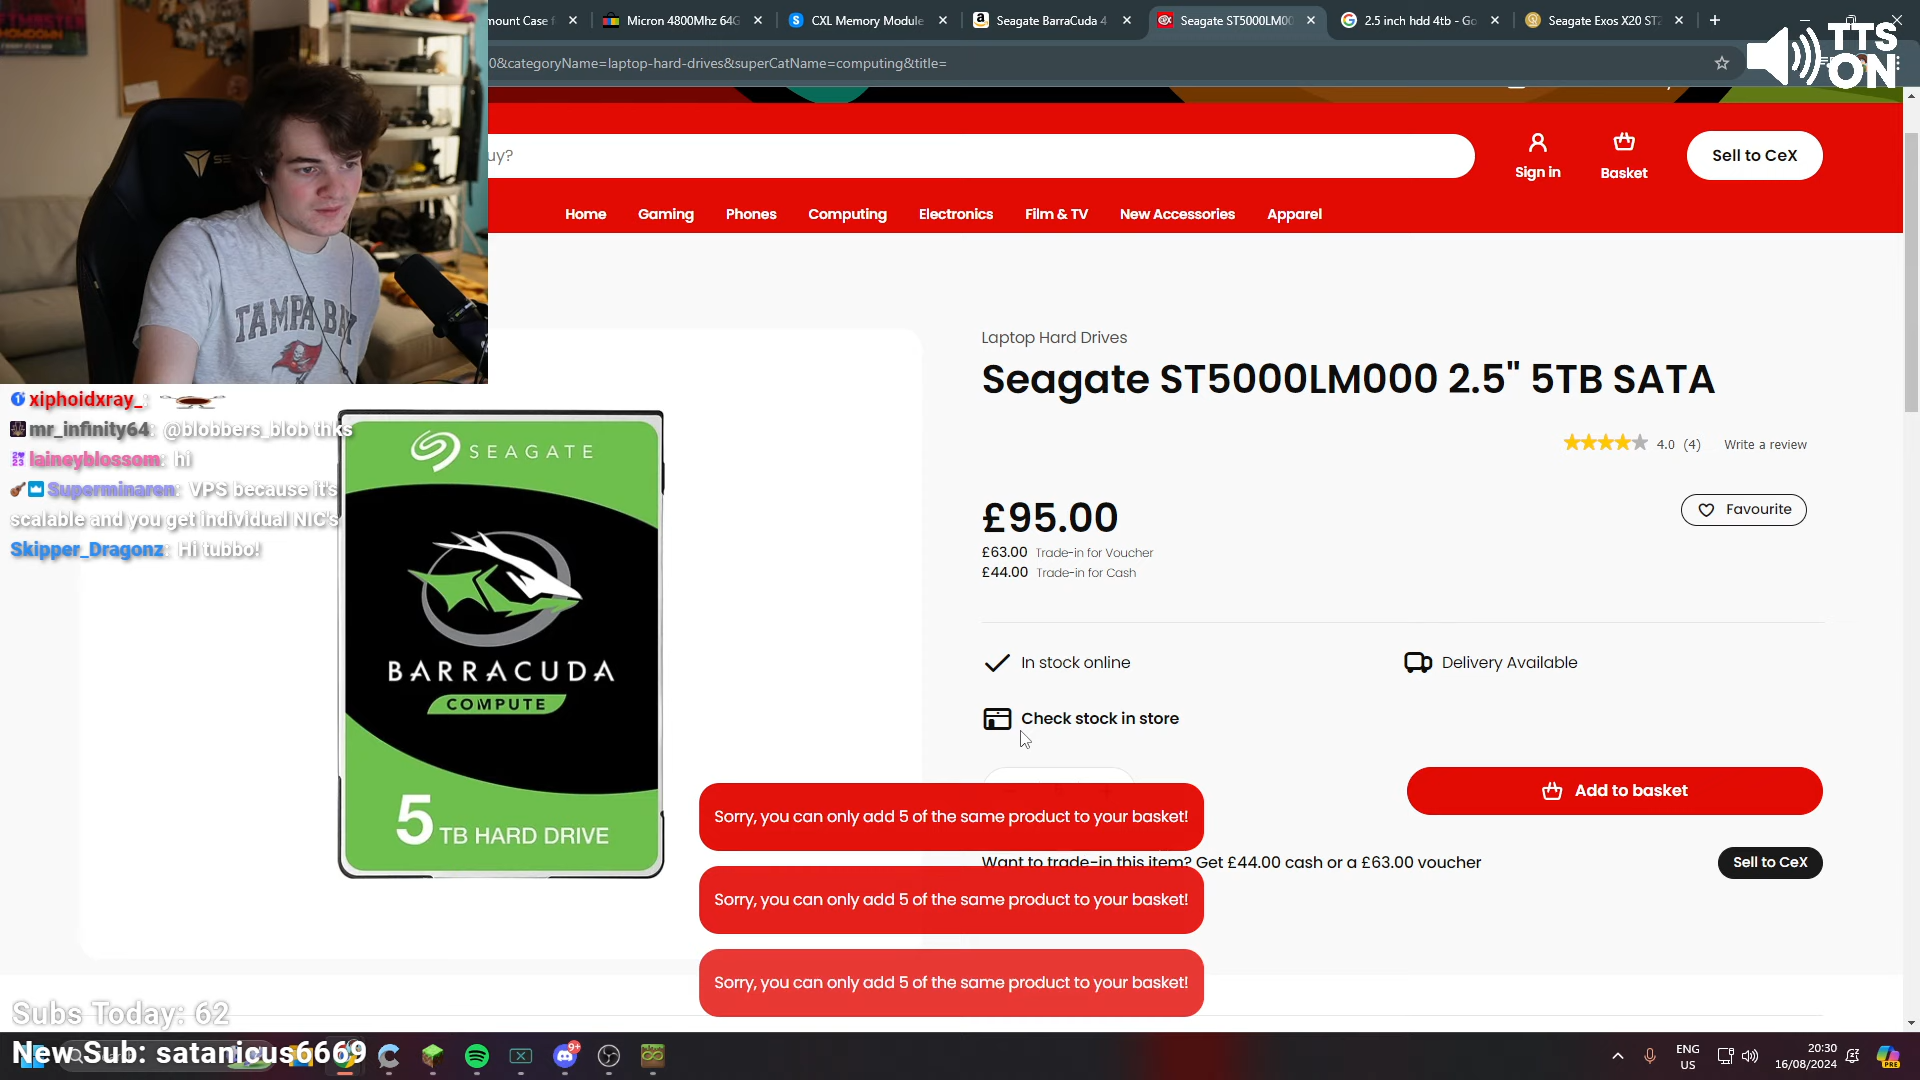 mount Case f
Micron 4800Mhz 64G
CXL Memory Module
Seagate BarraCuda 4
Seagate ST5000LM00
2.5 inch hdd 4tb - Go
Seagate Exos X20 ST2
TTS
ON
0&categoryName=laptop-hard-drives&superCatName=computing&title=
uy?
Sign in
Basket
Sell to CeX
Home
Gaming
Phones
Computing
Electronics
Film & TV
New Accessories
Apparel
TAMPA BAY
Laptop Hard Drives
Seagate ST5000LM000 2.5" 5TB SATA
4.0 (4)
Write a review
£95.00
Favourite
£63.00 Trade-in for Voucher
£44.00 Trade-in for Cash
In stock online
Delivery Available
Check stock in store
Add to basket
Want to trade-in this item? Get £44.00 cash or a £63.00 voucher
Sell to CeX
xiphoidxray_:
mr_infinity64: @blobbers_blob thks
laineyblossom: hi
Superminaren: VPS because it's
scalable and you get individual NIC's
Skipper_Dragonz: Hi tubbo!
SEAGATE
BARRACUDA
COMPUTE
5 TB HARD DRIVE
Sorry, you can only add 5 of the same product to your basket!
Sorry, you can only add 5 of the same product to your basket!
Sorry, you can only add 5 of the same product to your basket!
Subs Today: 62
New Sub: satanicus6669
9+
ENG
US
20:30
16/08/2024
PRE